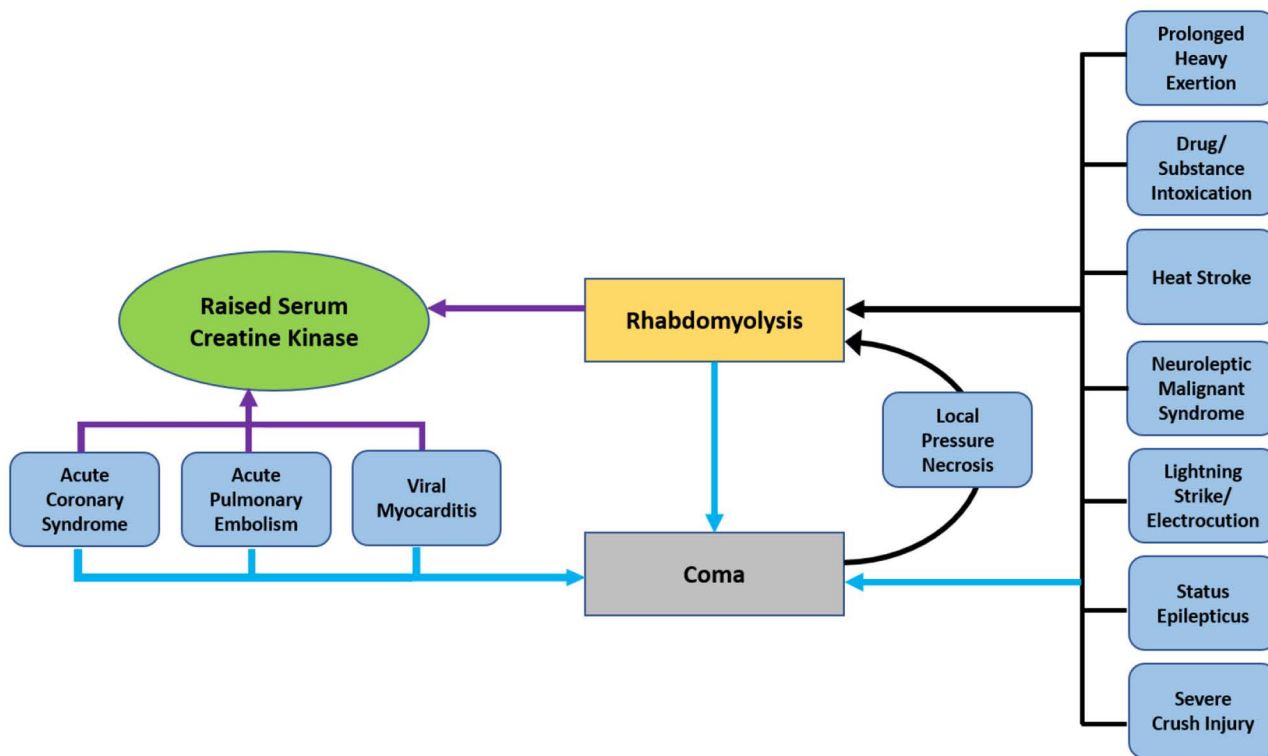 Prolonged
Heavy
Exertion
Drug/
Substance
Intoxication
Heat Stroke
Raised Serum
Creatine Kinase
Rhabdomyolysis
Neuroleptic
Malignant
Syndrome
Local
Pressure
Necrosis
Acute
Coronary
Syndrome
Acute
Pulmonary
Embolism
Viral
Myocarditis
Lightning
Strike/
Electrocution
Coma
Status
Epilepticus
Severe
Crush Injury